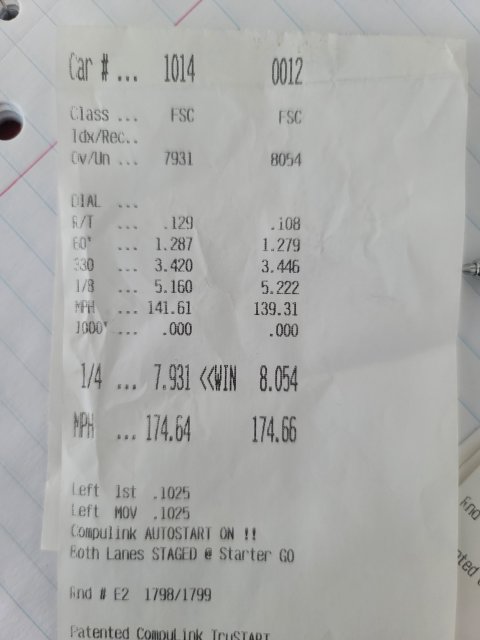 Car # ... 1014 0012
Class ... FSC FSC
Idx/Rec..
Ov/Un ... 7931 8054
DIAL ...
R/T ... .129 .108
60' ... 1.287 1.279
330 ... 3.420 3.446
1/8 ... 5.160 5.222
MPH ... 141.61 139.31
1000' ... .000 .000
1/4 ... 7.931 <<WIN 8.054
MPH ... 174.64 174.66
Left 1st .1025
Left MOV .1025
Compulink AUTOSTART ON !!
Both Lanes STAGED @ Starter GO
Rnd # E2 1798/1799
Patented CompuLink TruSTART
Rnd